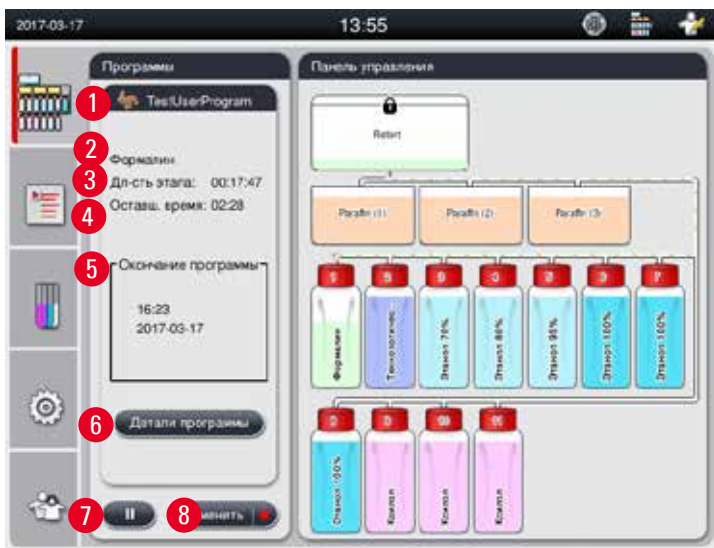 2017-03-17
13:55
Программы
Панель управления
1
TestUserProgram
2
Формалин
3
Дл-сть этапа: 00:17:47
4
Оставш. время: 02:28
5
Окончание программы
16:23
2017-03-17
6
Детали программы
7
8
Retort
Paraffin (1)
Paraffin (2)
Paraffin (3)
Формалин
Этанол 70%
Этанол 80%
Этанол 95%
Этанол 100%
Этанол 100%
9
10
11
Этанол 100%
Ксилол
Ксилол
Ксилол